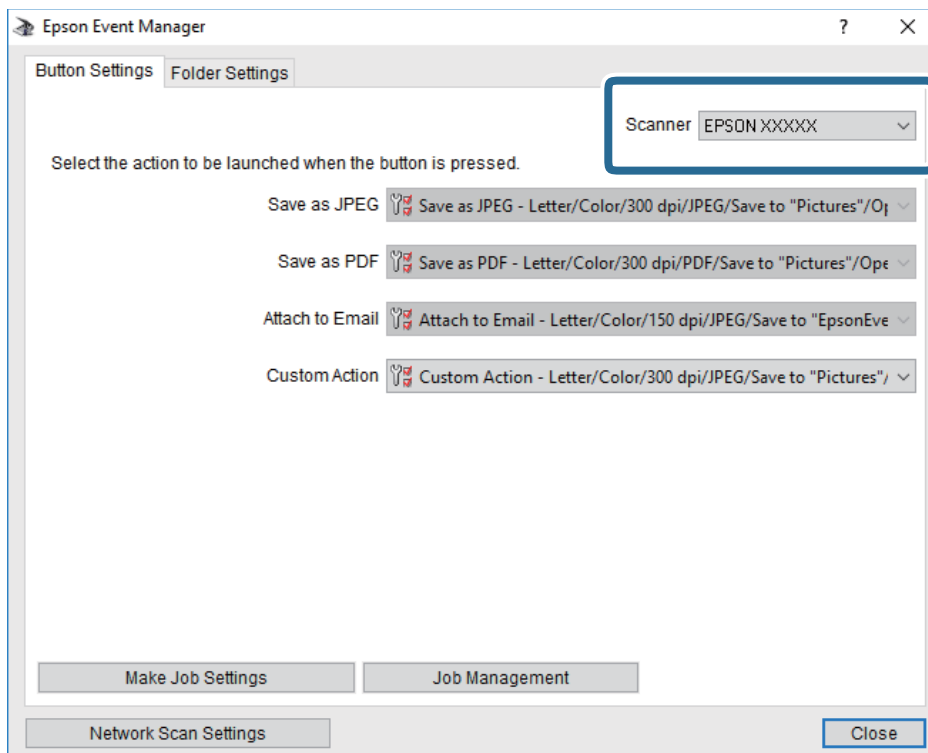 Epson Event Manager
Button Settings Folder Settings
Scanner EPSON XXXXX
Select the action to be launched when the button is pressed.
Save as JPEG Save as JPEG - Letter/Color/300 dpi/JPEG/Save to "Pictures"/Op
Save as PDF Save as PDF - Letter/Color/300 dpi/PDF/Save to "Pictures"/Ope
Attach to Email Attach to Email - Letter/Color/150 dpi/JPEG/Save to "EpsonEve
Custom Action Custom Action - Letter/Color/300 dpi/JPEG/Save to "Pictures"/
Make Job Settings Job Management
Network Scan Settings Close